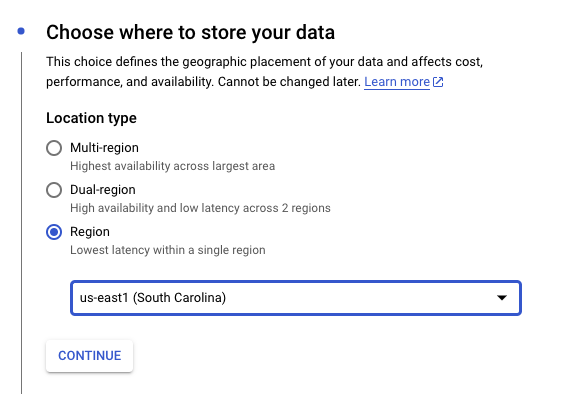 Choose where to store your data
This choice defines the geographic placement of your data and affects cost,
performance, and availability. Cannot be changed later. Learn more
Location type
Multi-region
Highest availability across largest area
Dual-region
High availability and low latency across 2 regions
Region
Lowest latency within a single region
us-east1 (South Carolina)
CONTINUE